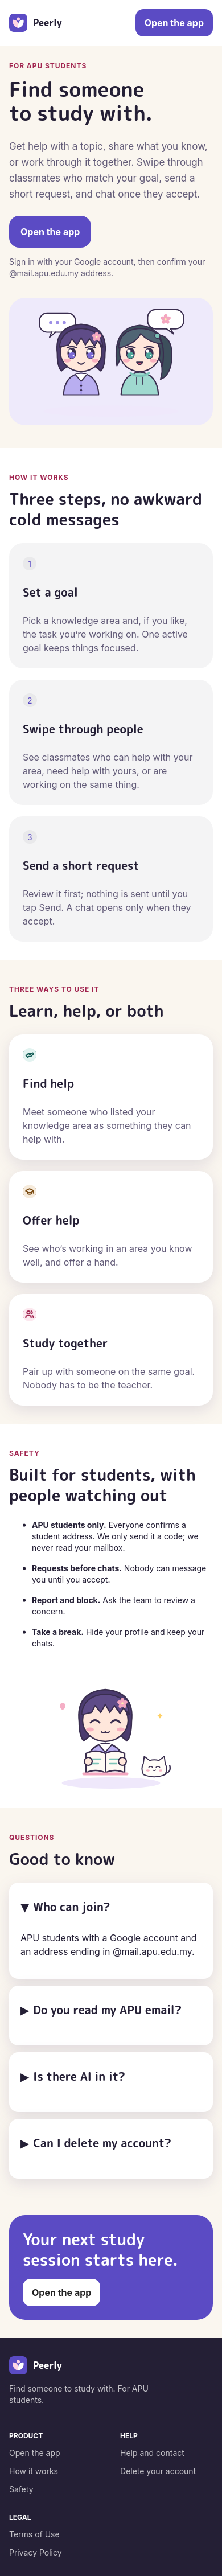 Peerly
Open the app
FOR APU STUDENTS
Find someone
to study with.
Get help with a topic, share what you know,
or work through it together. Swipe through
classmates who match your goal, send a
short request, and chat once they accept.
Open the app
Sign in with your Google account, then confirm your
@mail.apu.edu.my address.
HOW IT WORKS
Three steps, no awkward
cold messages
1
Set a goal
Pick a knowledge area and, if you like,
the task you're working on. One active
goal keeps things focused.
2
Swipe through people
See classmates who can help with your
area, need help with yours, or are
working on the same thing.
3
Send a short request
Review it first; nothing is sent until you
tap Send. A chat opens only when they
accept.
THREE WAYS TO USE IT
Learn, help, or both
Find help
Meet someone who listed your
knowledge area as something they can
help with.
Offer help
See who's working in an area you know
well, and offer a hand.
Study together
Pair up with someone on the same goal.
Nobody has to be the teacher.
SAFETY
Built for students, with
people watching out
• APU students only. Everyone confirms a
student address. We only send it a code; we
never read your mailbox.
• Requests before chats. Nobody can message
you until you accept.
• Report and block. Ask the team to review a
concern.
• Take a break. Hide your profile and keep your
chats.
QUESTIONS
Good to know
▼ Who can join?
APU students with a Google account and
an address ending in @mail.apu.edu.my.
▶ Do you read my APU email?
▶ Is there AI in it?
▶ Can I delete my account?
Your next study
session starts here.
Open the app
Peerly
Find someone to study with. For APU
students.
PRODUCT
Open the app
How it works
Safety
HELP
Help and contact
Delete your account
LEGAL
Terms of Use
Privacy Policy